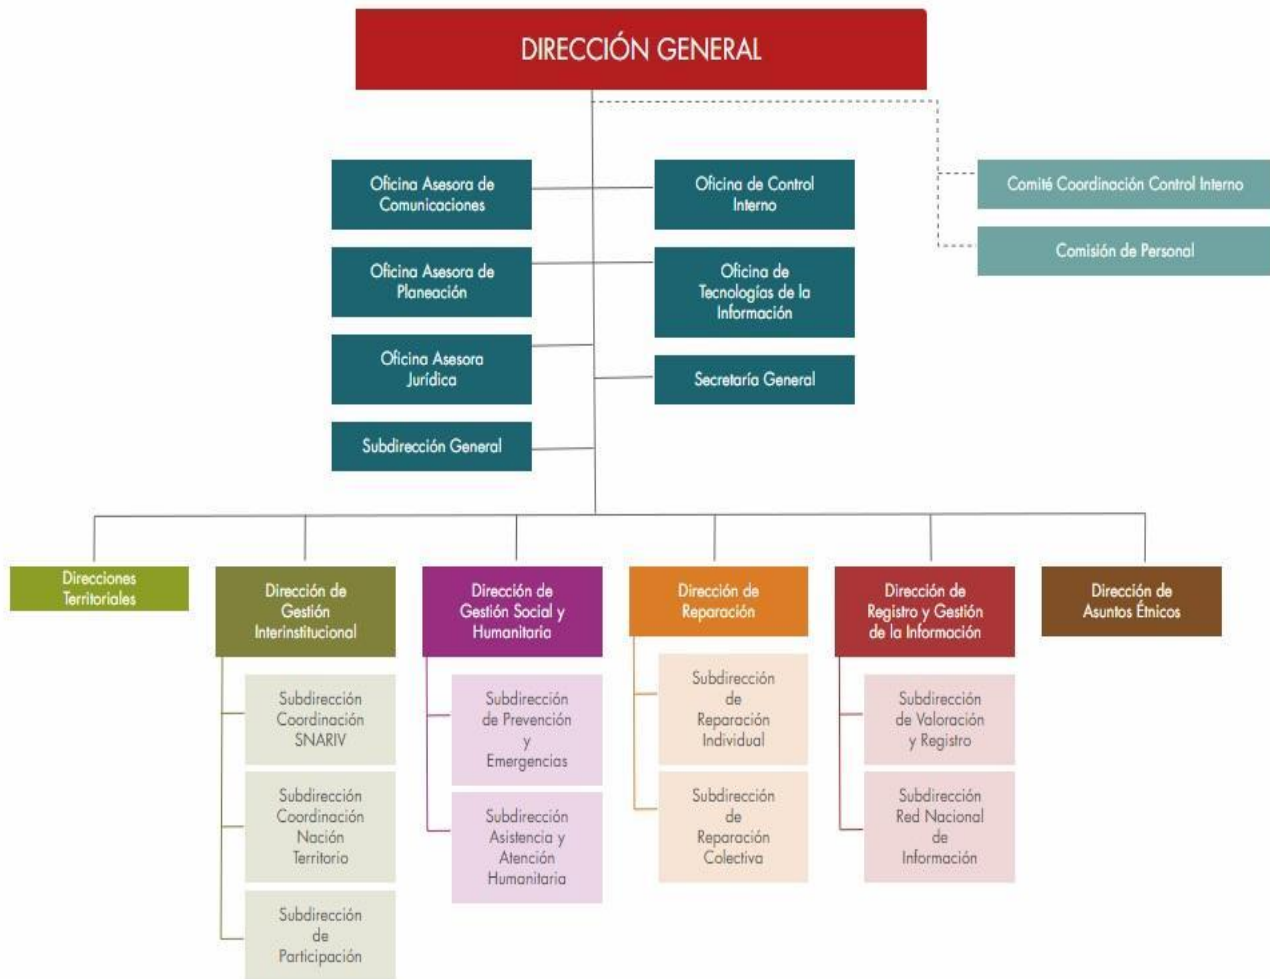 DIRECCIÓN GENERAL
Oficina Asesora de
Comunicaciones
Oficina de Control
Interno
Comité Coordinación Control Interno
Comisión de Personal
Oficina Asesora de
Planeación
Oficina de
Tecnologías de la
Información
Oficina Asesora
Jurídica
Secretaría General
Subdirección General
Direcciones
Territoriales
Dirección de
Gestión
Interinstitucional
Subdirección
Coordinación
SNARIV
Subdirección
Coordinación
Nación
Territorio
Subdirección
de
Participación
Dirección de
Gestión Social y
Humanitaria
Subdirección
de Prevención
y
Emergencias
Subdirección
Asistencia y
Atención
Humanitaria
Dirección de
Reparación
Subdirección
de
Reparación
Individual
Subdirección
de
Reparación
Colectiva
Dirección de
Registro y Gestión
de la Información
Subdirección
de Valoración
y Registro
Subdirección
Red Nacional
de
Información
Dirección de
Asuntos Étnicos